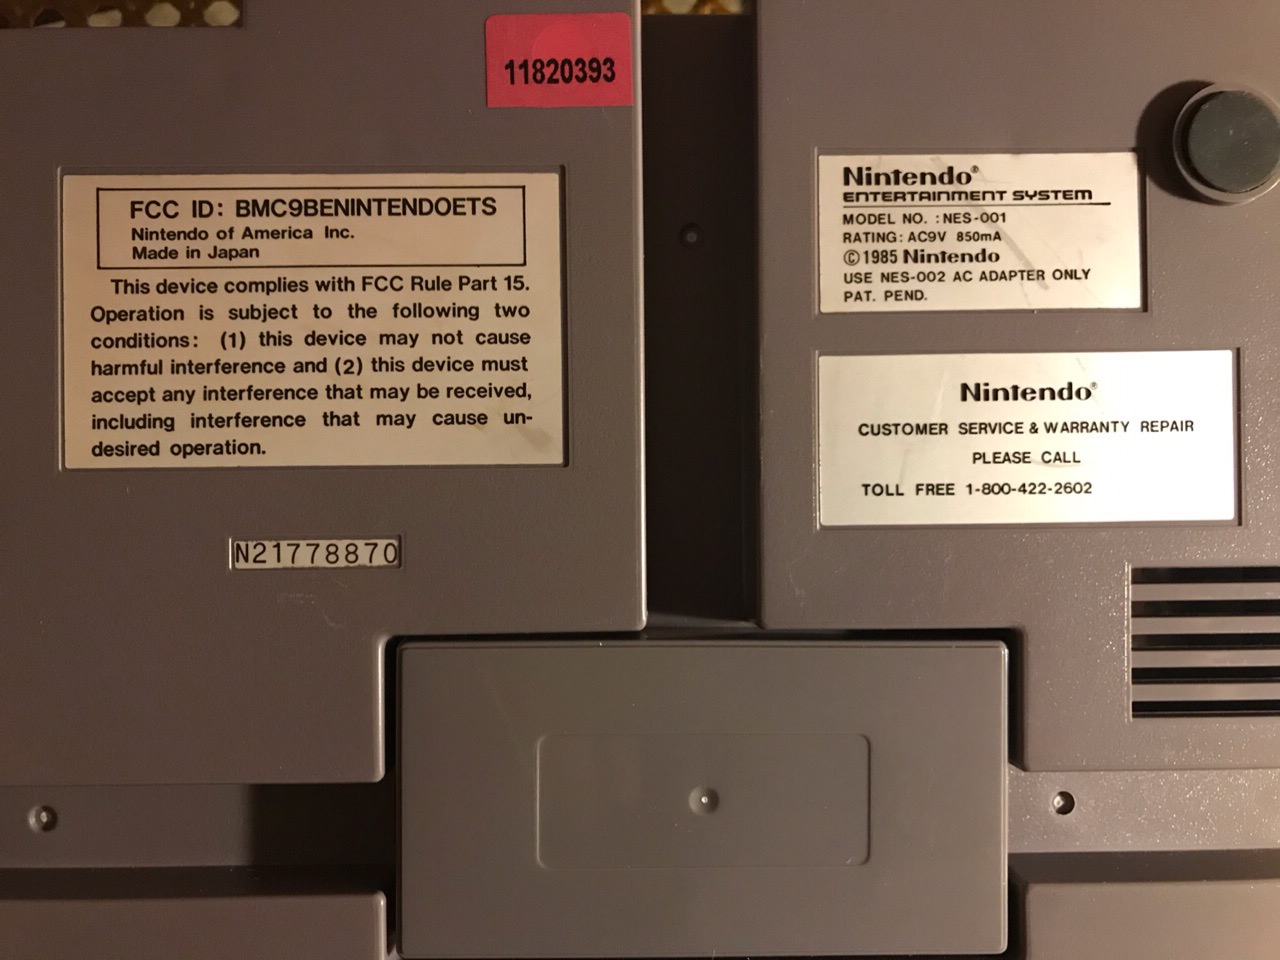 11820393
FCC ID: BMC9BENINTENDOETS
Nintendo of America Inc.
Made in Japan
This device complies with FCC Rule Part 15.
Operation is subject to the following two
conditions: (1) this device may not cause
harmful interference and (2) this device must
accept any interference that may be received,
including interference that may cause un-
desired operation.
N21778870
Nintendo®
ENTERTAINMENT SYSTEM
MODEL NO. : NES-001
RATING: AC9V 850mA
©1985 Nintendo
USE NES-002 AC ADAPTER ONLY
PAT. PEND.
Nintendo®
CUSTOMER SERVICE & WARRANTY REPAIR
PLEASE CALL
TOLL FREE 1-800-422-2602